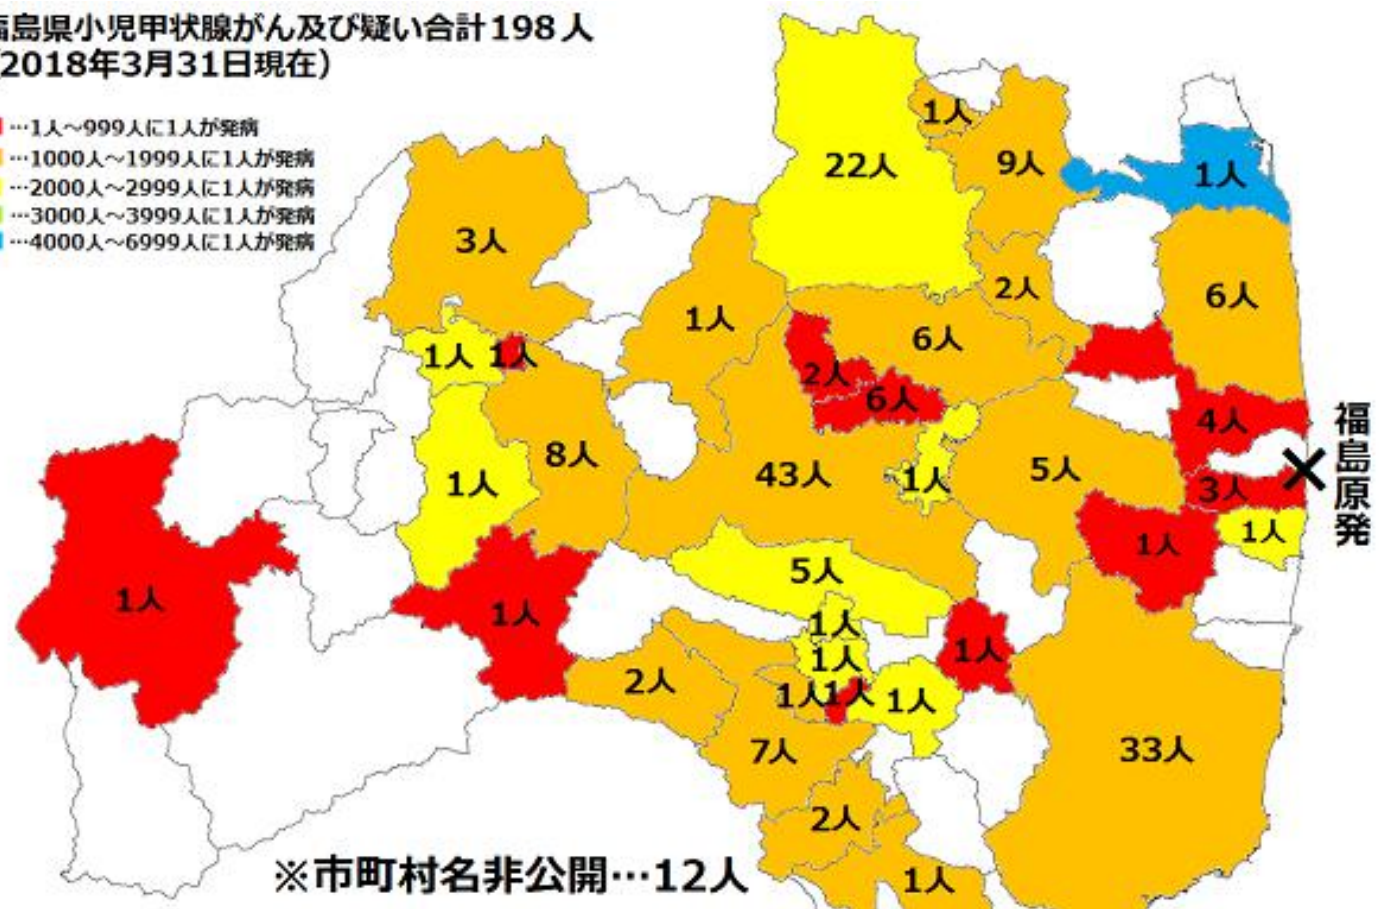 福島県小児甲状腺がん及び疑い合計198人
2018年3月31日現在）
…1人～999人に1人が発病
…1000人～1999人に1人が発病
…2000人～2999人に1人が発病
…3000人～3999人に1人が発病
…4000人～6999人に1人が発病
1人
22人
9人
1人
3人
2人
6人
1人
6人
1人
1人
2人
6人
4人
8人
43人
1人
5人
1人
3人
1人
1人
5人
1人
1人
1人
1人
1人
2人
1人
1人
1人
7人
33人
2人
1人
※市町村名非公開…12人
福島原発